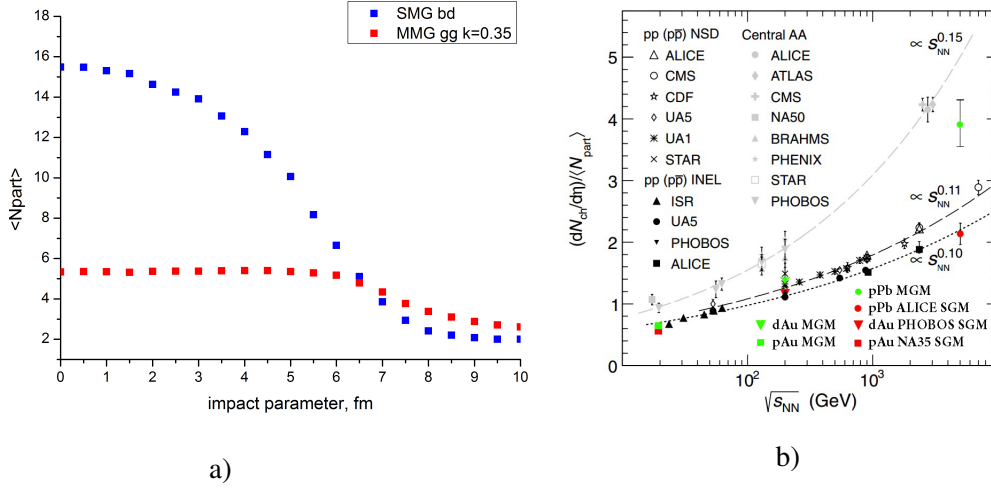 <Npart>
18
16
14
12
10
8
6
4
2
0 1 2 3 4 5 6 7 8 9 10
impact parameter, fm
SMG bd
MMG gg k=0.35
a)
(dN_ch/dη)/⟨N_part⟩
5
4
3
2
1
0
10² 10³
√s_NN (GeV)
pp (pp̅) NSD
ALICE
CMS
CDF
UA5
UA1
STAR
pp (pp̅) INEL
ISR
UA5
PHOBOS
ALICE
Central AA
ALICE
ATLAS
CMS
NA50
BRAHMS
PHENIX
STAR
PHOBOS
∝ s_NN^0.15
∝ s_NN^0.11
∝ s_NN^0.10
pPb MGM
pPb ALICE SGM
dAu MGM
dAu PHOBOS SGM
pAu MGM
pAu NA35 SGM
b)